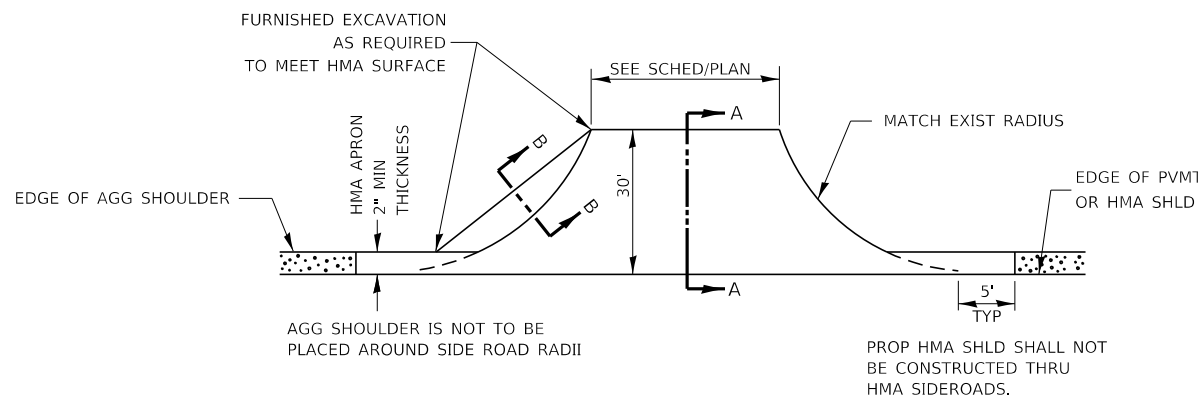 FURNISHED EXCAVATION
AS REQUIRED
TO MEET HMA SURFACE
SEE SCHED/PLAN
A
MATCH EXIST RADIUS
HMA APRON
2" MIN
THICKNESS
B
B
30'
EDGE OF AGG SHOULDER
EDGE OF PVMT
OR HMA SHLD
A
5'
TYP
AGG SHOULDER IS NOT TO BE
PLACED AROUND SIDE ROAD RADII
PROP HMA SHLD SHALL NOT
BE CONSTRUCTED THRU
HMA SIDEROADS.